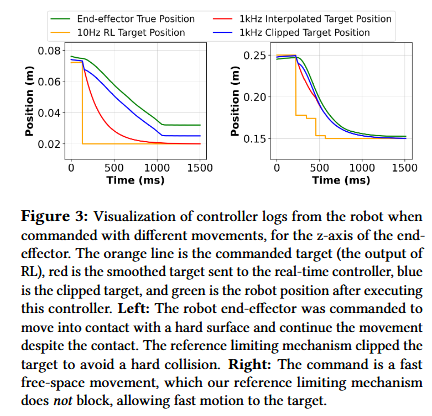 End-effector True Position 1kHz Interpolated Target Position
10Hz RL Target Position 1kHz Clipped Target Position
0.08
0.06
0.04
0.02
Position (m)
0 500 1000 1500
Time (ms)
0.25
0.20
0.15
Position (m)
0 500 1000 1500
Time (ms)
Figure 3: Visualization of controller logs from the robot when
commanded with different movements, for the z-axis of the end-
effector. The orange line is the commanded target (the output of
RL), red is the smoothed target sent to the real-time controller, blue
is the clipped target, and green is the robot position after executing
this controller. Left: The robot end-effector was commanded to
move into contact with a hard surface and continue the movement
despite the contact. The reference limiting mechanism clipped the
target to avoid a hard collision. Right: The command is a fast
free-space movement, which our reference limiting mechanism
does not block, allowing fast motion to the target.